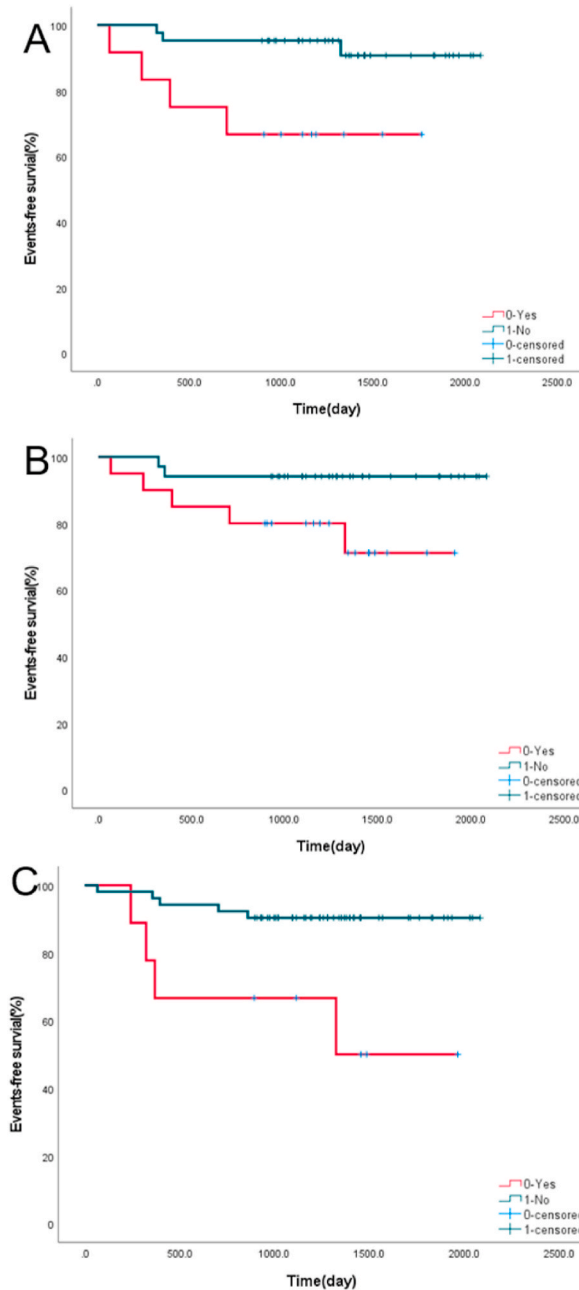 A
100
80
60
40
20
0
Events-free survial(%)
0-Yes
1-No
0-censored
1-censored
.0 500.0 1000.0 1500.0 2000.0 2500.0
Time(day)
B
100
80
60
40
20
0
Events-free survial(%)
0-Yes
1-No
0-censored
1-censored
.0 500.0 1000.0 1500.0 2000.0 2500.0
Time(day)
C
100
80
60
40
20
0
Events-free survial(%)
0-Yes
1-No
0-censored
1-censored
.0 500.0 1000.0 1500.0 2000.0 2500.0
Time(day)